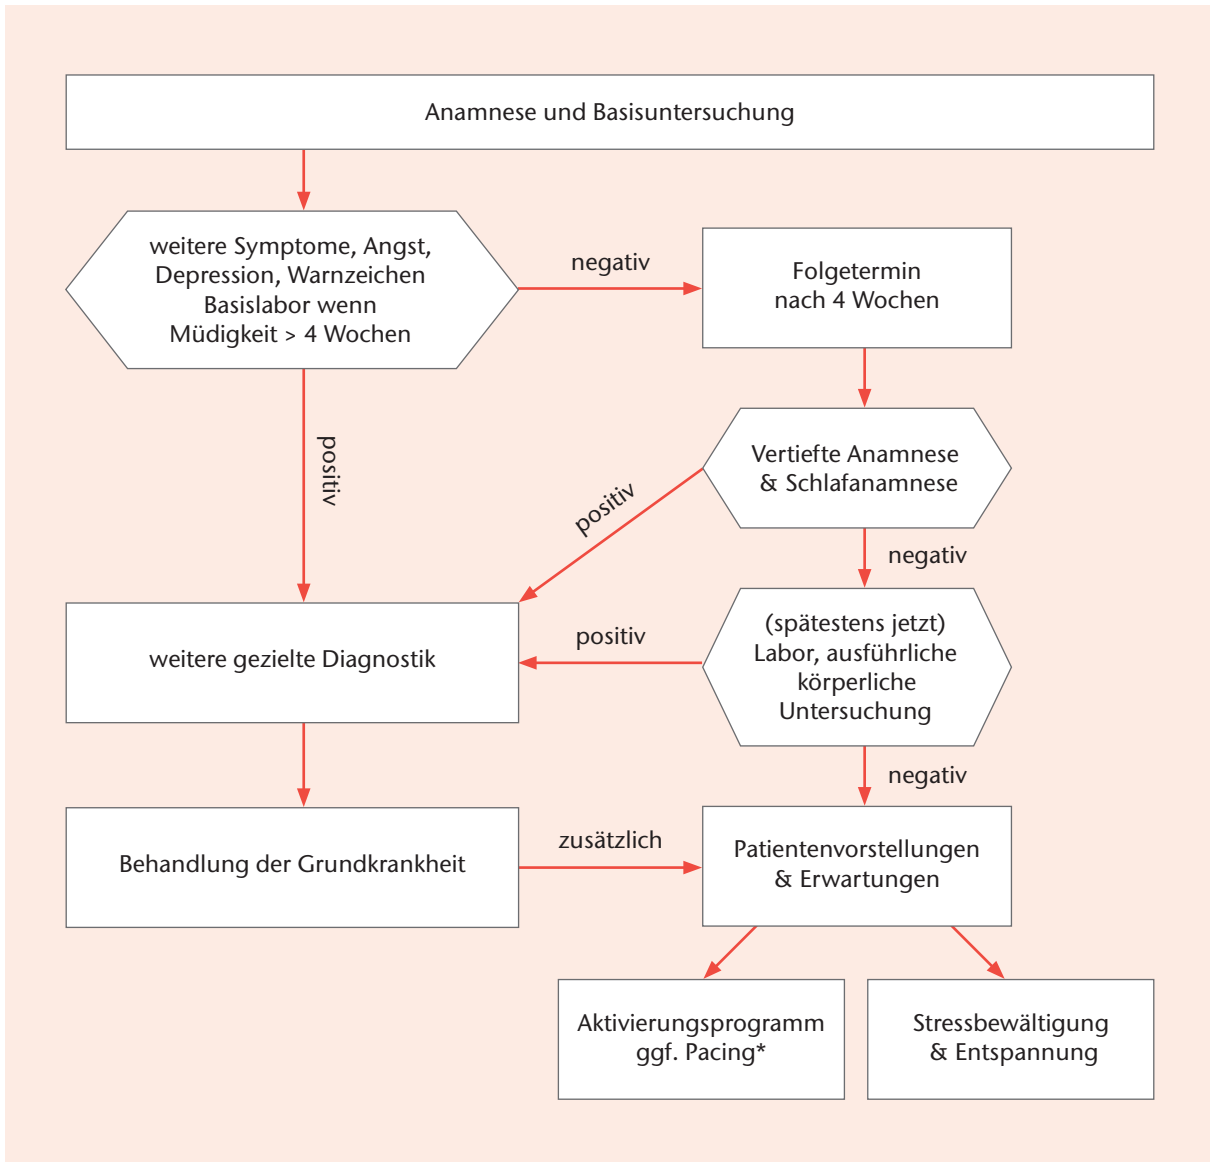 Anamnese und Basisuntersuchung
weitere Symptome, Angst,
Depression, Warnzeichen
Basislabor wenn
Müdigkeit > 4 Wochen
negativ
Folgetermin
nach 4 Wochen
positiv
Vertiefte Anamnese
& Schlafanamnese
positiv
negativ
weitere gezielte Diagnostik
positiv
(spätestens jetzt)
Labor, ausführliche
körperliche
Untersuchung
negativ
Behandlung der Grundkrankheit
zusätzlich
Patientenvorstellungen
& Erwartungen
Aktivierungsprogramm
ggf. Pacing*
Stressbewältigung
& Entspannung